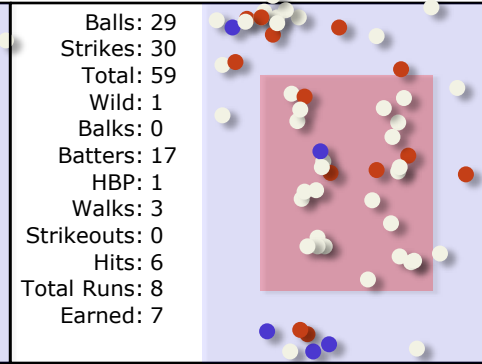 Balls: 29
Strikes: 30
Total: 59
Wild: 1
Balks: 0
Batters: 17
HBP: 1
Walks: 3
Strikeouts: 0
Hits: 6
Total Runs: 8
Earned: 7